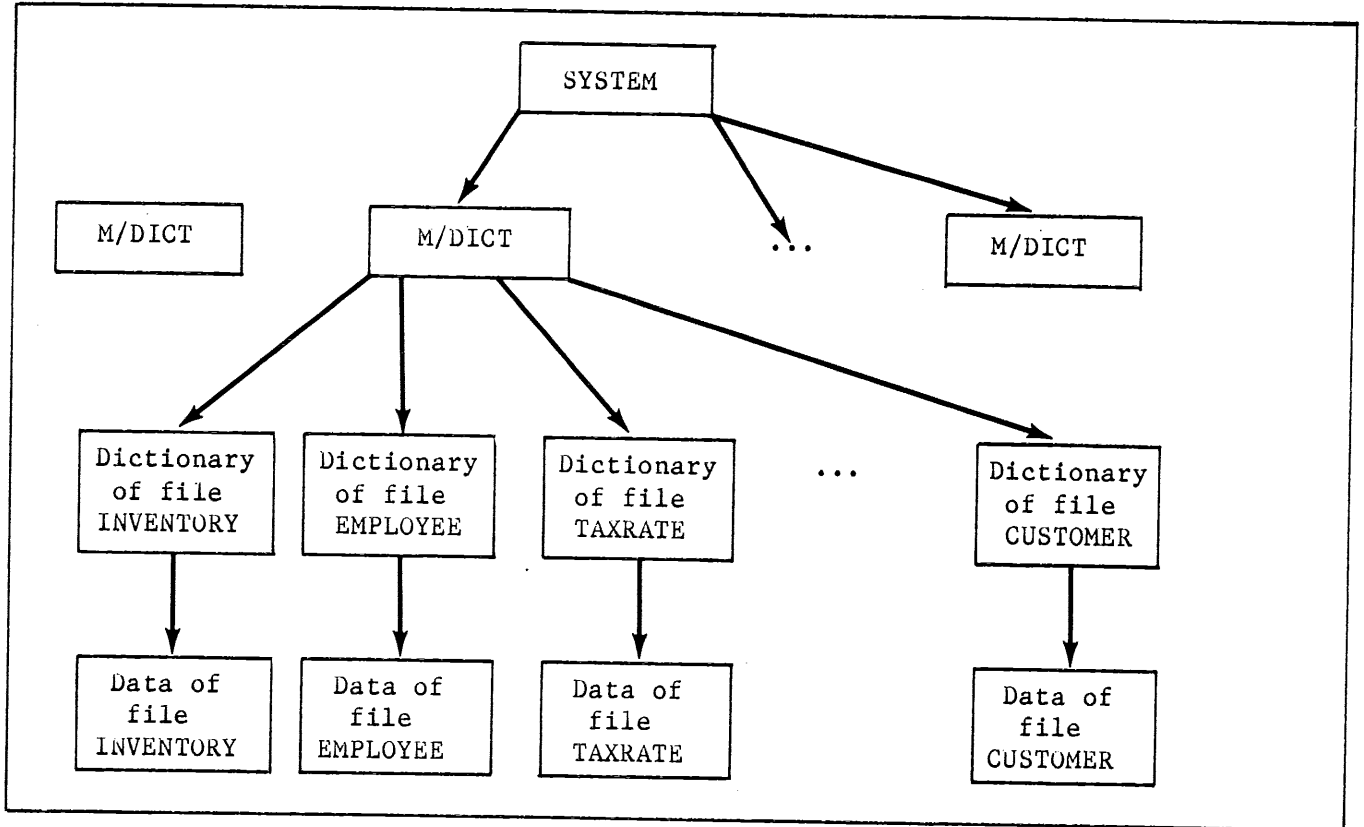 SYSTEM
M/DICT
M/DICT
...
M/DICT
Dictionary
of file
INVENTORY
Dictionary
of file
EMPLOYEE
Dictionary
of file
TAXRATE
...
Dictionary
of file
CUSTOMER
Data of
file
INVENTORY
Data of
file
EMPLOYEE
Data of
file
TAXRATE
Data of
file
CUSTOMER